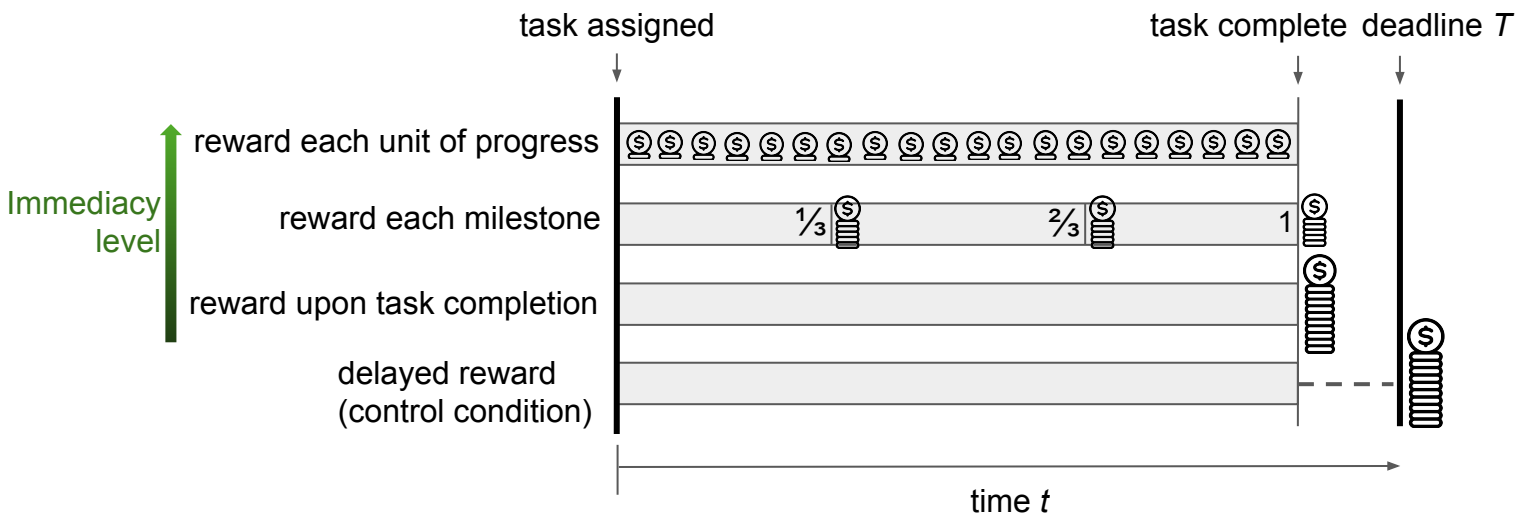 task assigned
task complete
deadline T
reward each unit of progress
$ $ $ $ $ $ $ $ $ $ $ $ $ $ $ $ $ $ $ $
Immediacy
level
reward each milestone
⅓ $ ⅔ $ 1 $
reward upon task completion
$
delayed reward
(control condition)
$
time t